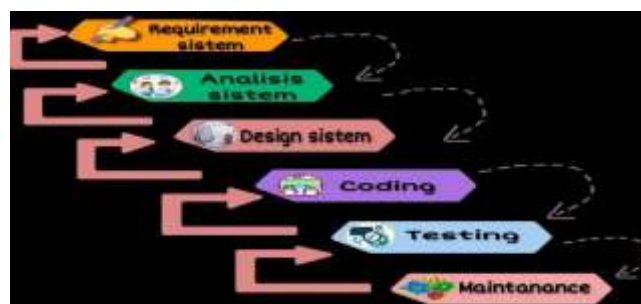 Requirement
sistem
Analisis
sistem
Design sistem
Coding
Testing
Maintanance